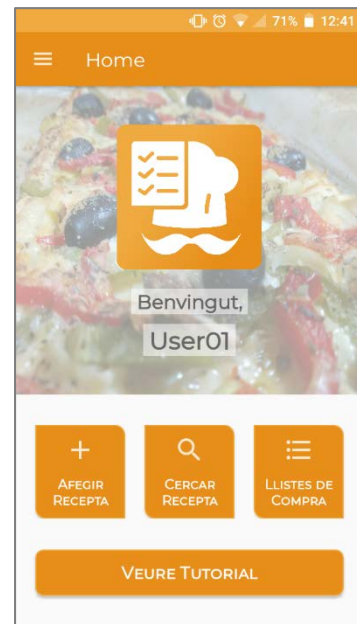 71% 12:41
Home
Benvingut,
User01
AFEGIR
RECEPTA
CERCAR
RECEPTA
LLISTES DE
COMPRA
VEURE TUTORIAL